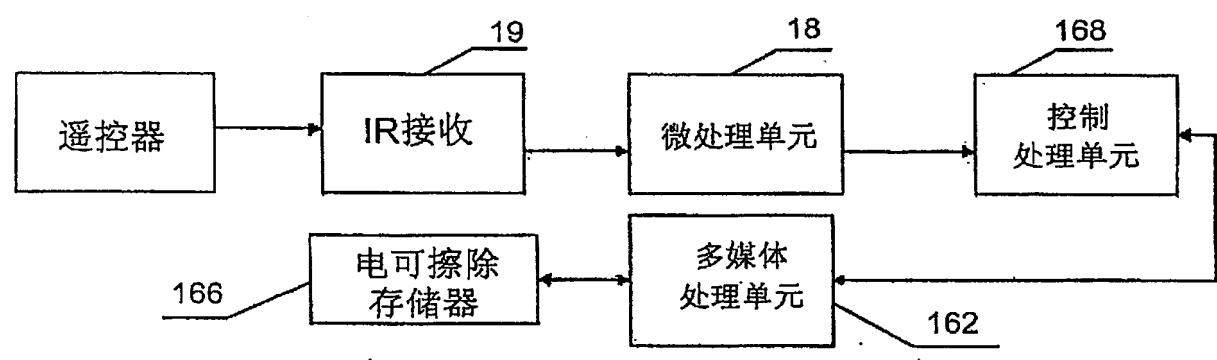 19
18
168
遥控器
IR接收
微处理单元
控制
处理单元
电可擦除
存储器
多媒体
处理单元
166
162